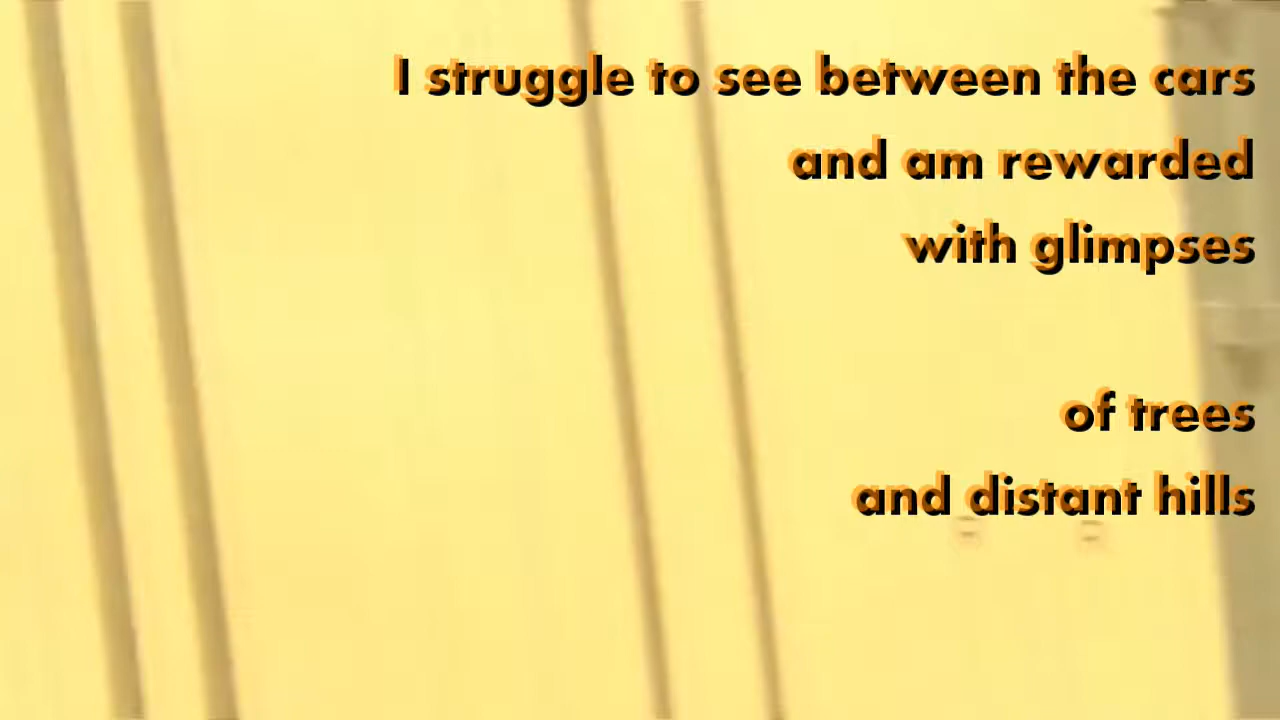 I struggle to see between the cars
and am rewarded
with glimpses
of trees
and distant hills